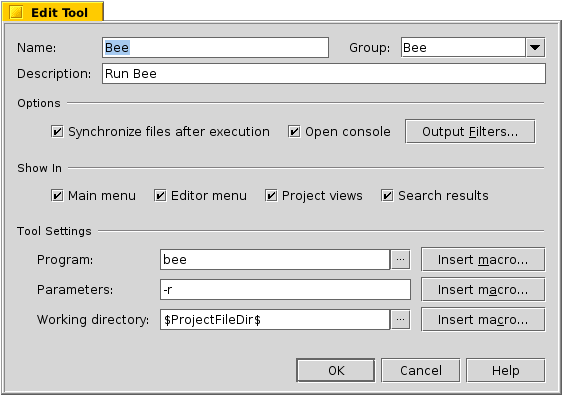 Edit Tool
Name: Bee Group: Bee
Description: Run Bee
Options
Synchronize files after execution Open console Output Filters...
Show In
Main menu Editor menu Project views Search results
Tool Settings
Program: bee ... Insert macro...
Parameters: -r Insert macro...
Working directory: $ProjectFileDir$ ... Insert macro...
OK Cancel Help